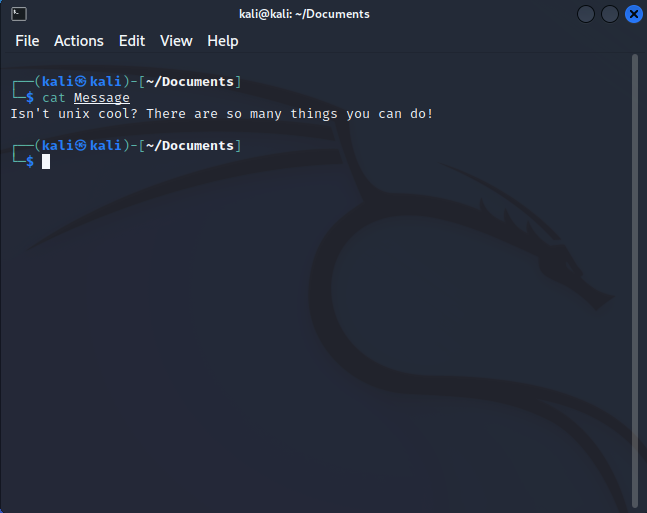 kali@kali: ~/Documents
File Actions Edit View Help
┌──(kali㉿kali)-[~/Documents]
└─$ cat Message
Isn't unix cool? There are so many things you can do!
┌──(kali㉿kali)-[~/Documents]
└─$